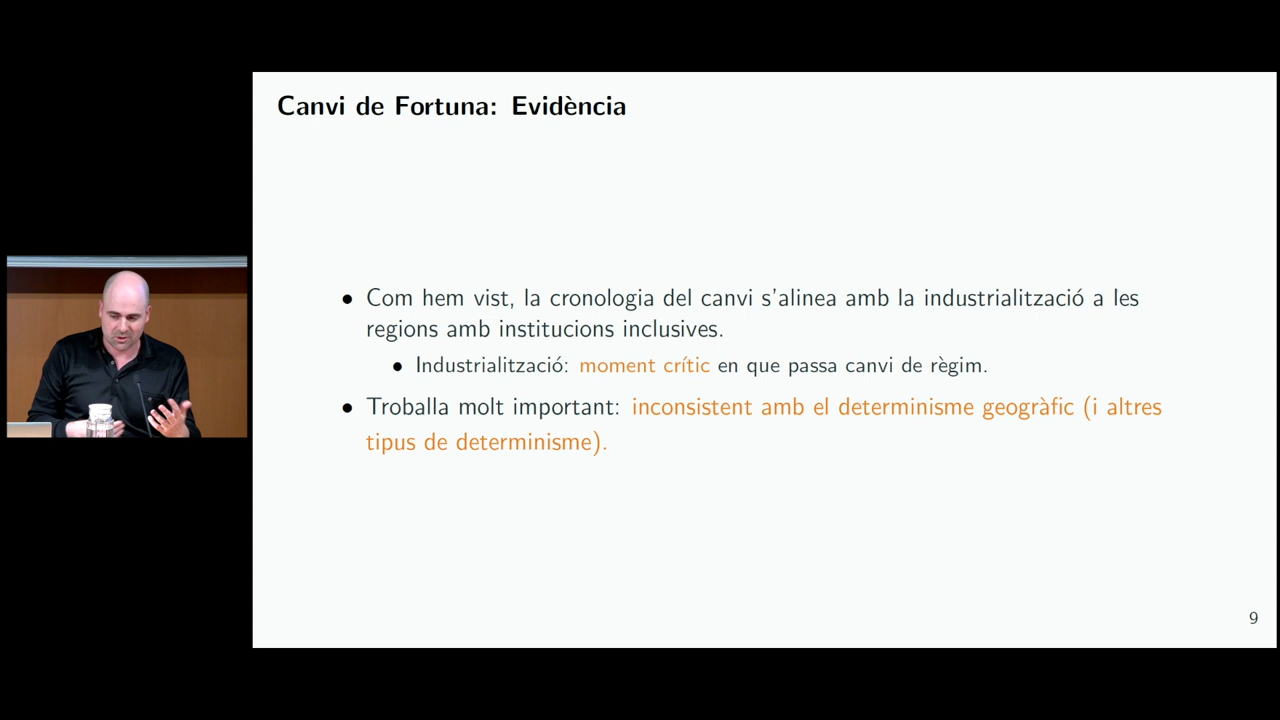 Canvi de Fortuna: Evidència
• Com hem vist, la cronologia del canvi s'alinea amb la industrialització a les
regions amb institucions inclusives.
• Industrialització: moment crític en que passa canvi de règim.
• Troballa molt important: inconsistent amb el determinisme geogràfic (i altres
tipus de determinisme).
9